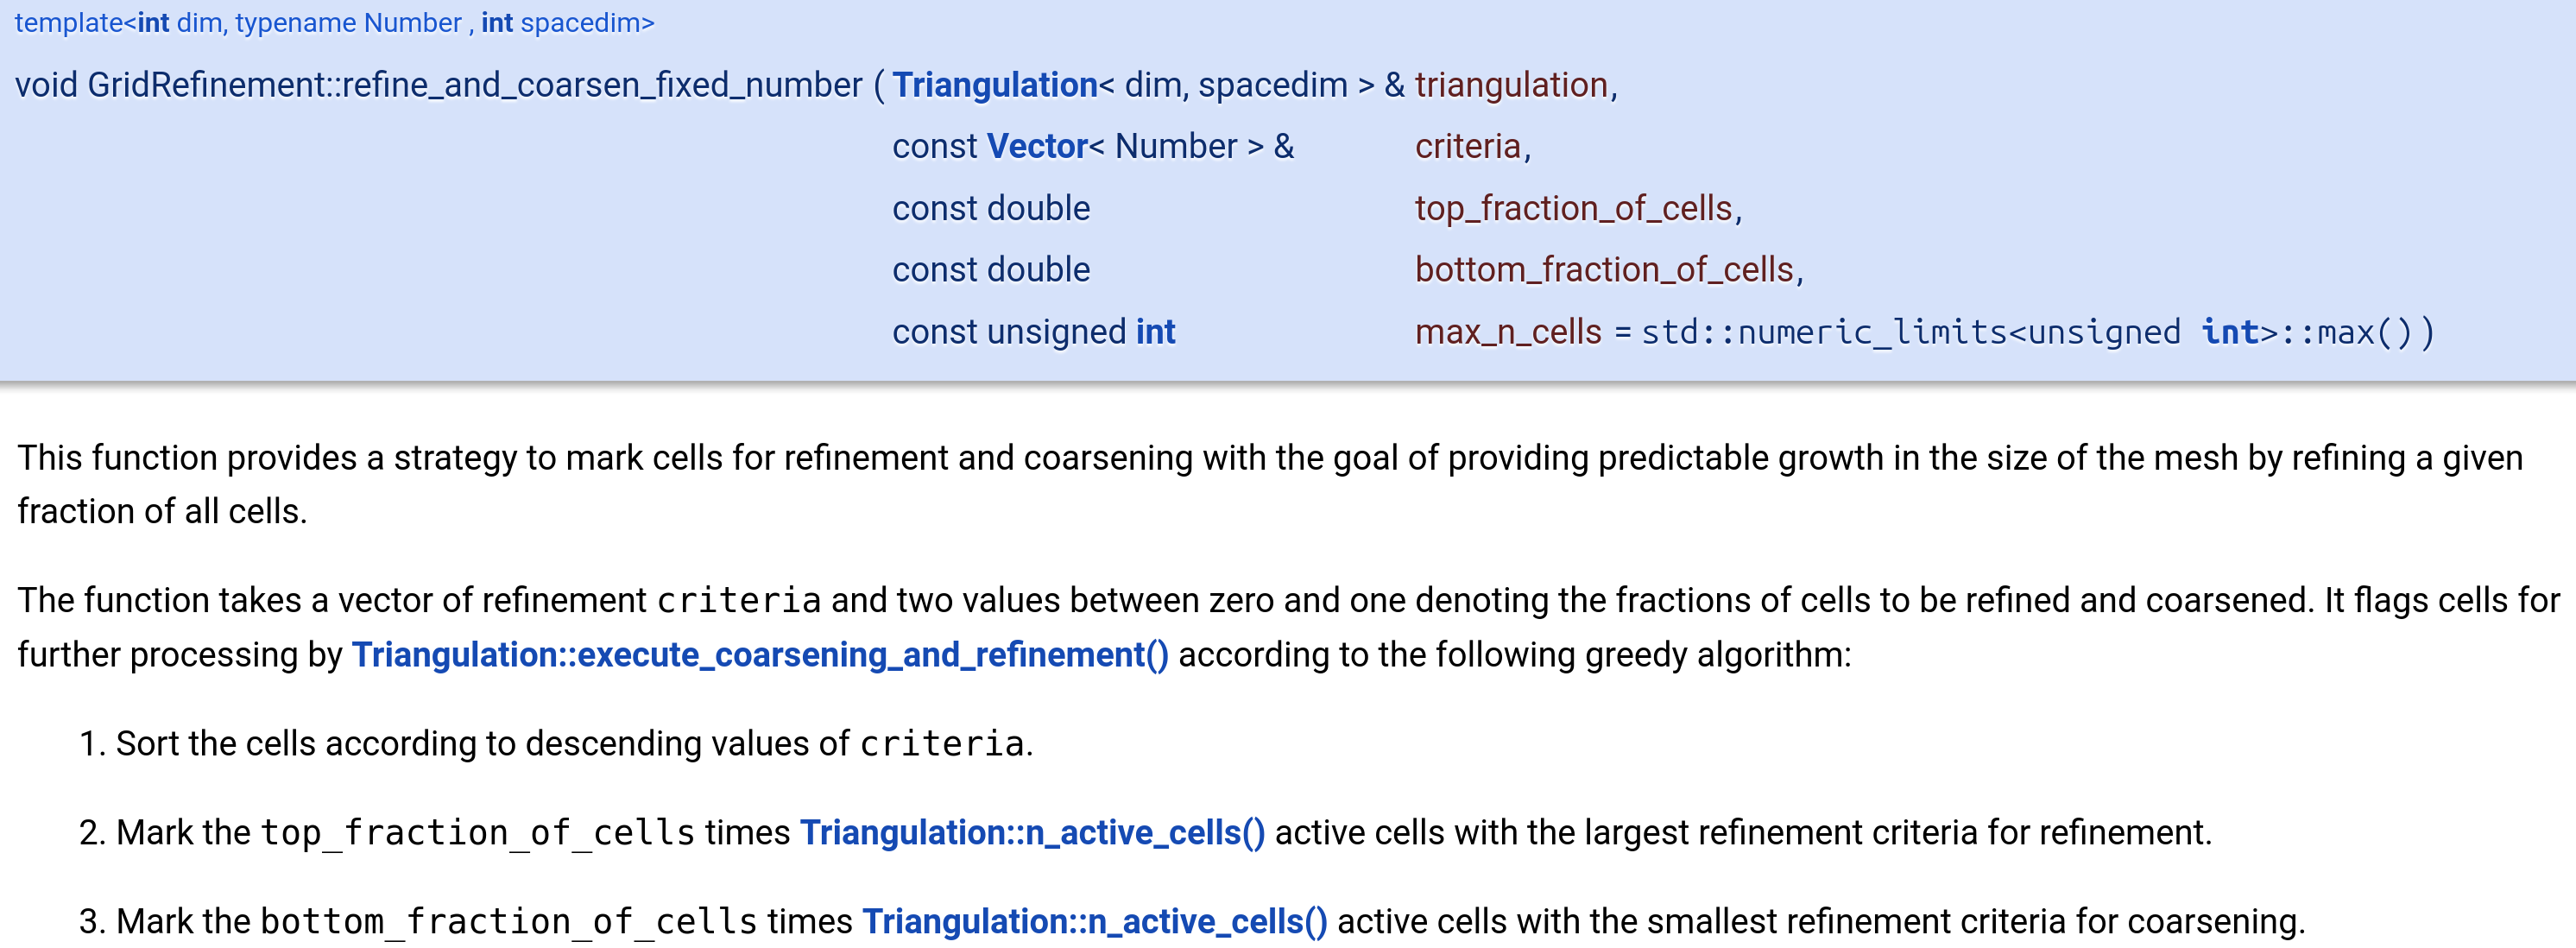 template<int dim, typename Number , int spacedim>
void GridRefinement::refine_and_coarsen_fixed_number ( Triangulation< dim, spacedim > & triangulation,
const Vector< Number > & criteria,
const double top_fraction_of_cells,
const double bottom_fraction_of_cells,
const unsigned int max_n_cells = std::numeric_limits<unsigned int>::max() )
This function provides a strategy to mark cells for refinement and coarsening with the goal of providing predictable growth in the size of the mesh by refining a given
fraction of all cells.
The function takes a vector of refinement criteria and two values between zero and one denoting the fractions of cells to be refined and coarsened. It flags cells for
further processing by Triangulation::execute_coarsening_and_refinement() according to the following greedy algorithm:
1. Sort the cells according to descending values of criteria.
2. Mark the top_fraction_of_cells times Triangulation::n_active_cells() active cells with the largest refinement criteria for refinement.
3. Mark the bottom_fraction_of_cells times Triangulation::n_active_cells() active cells with the smallest refinement criteria for coarsening.